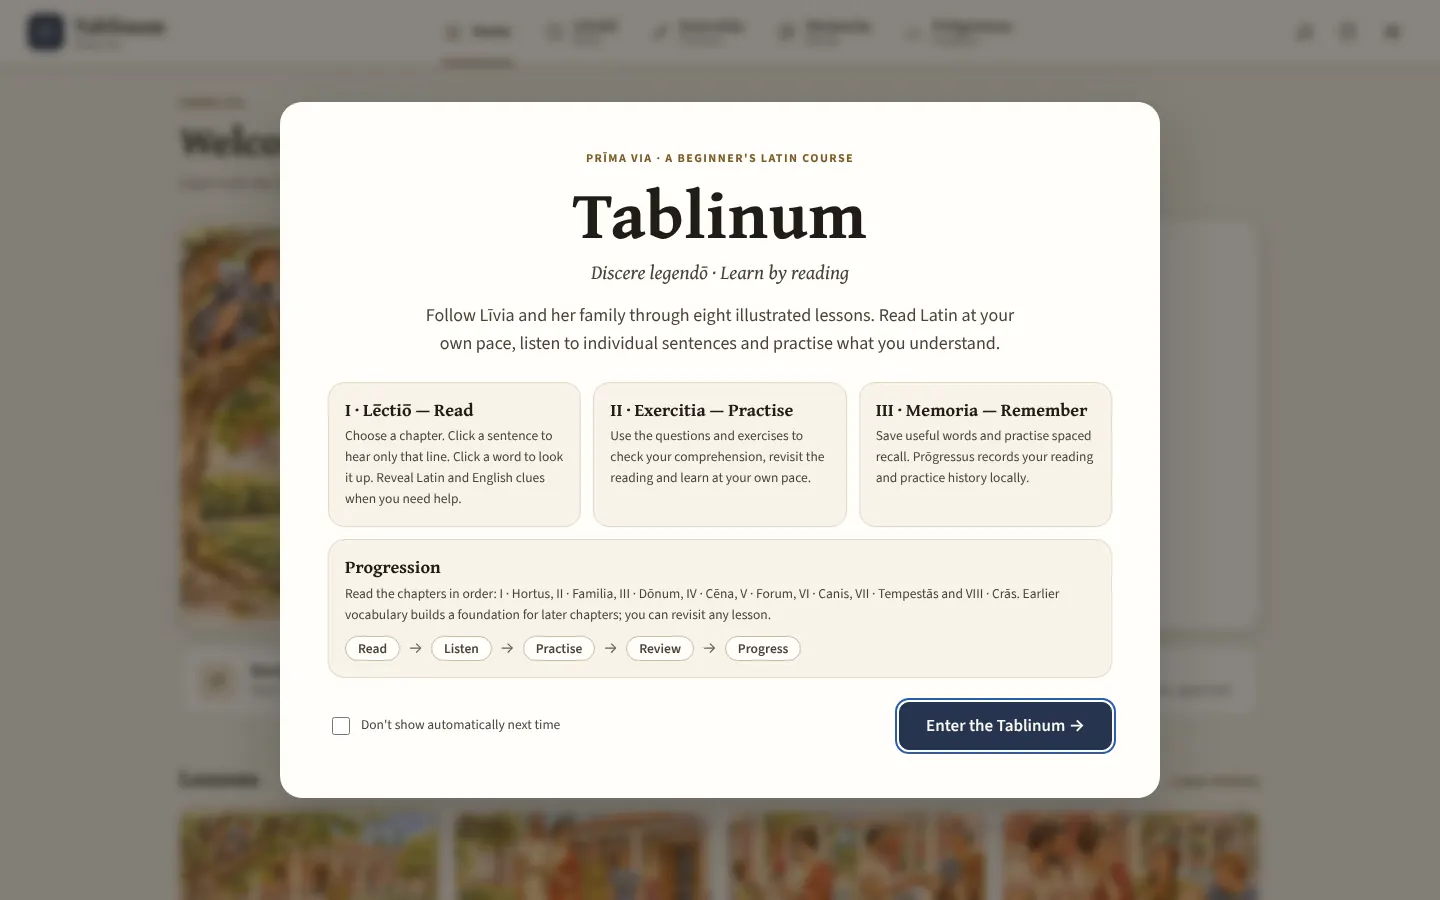 Tablinum
Home
PRĪMA VIA · A BEGINNER'S LATIN COURSE
Tablinum
Discere legendō · Learn by reading
Follow Līvia and her family through eight illustrated lessons. Read Latin at your
own pace, listen to individual sentences and practise what you understand.
I · Lēctiō — Read
Choose a chapter. Click a sentence to
hear only that line. Click a word to look
it up. Reveal Latin and English clues
when you need help.
II · Exercitia — Practise
Use the questions and exercises to
check your comprehension, revisit the
reading and learn at your own pace.
III · Memoria — Remember
Save useful words and practise spaced
recall. Prōgressus records your reading
and practice history locally.
Progression
Read the chapters in order: I · Hortus, II · Familia, III · Dōnum, IV · Cēna, V · Forum, VI · Canis, VII · Tempestās and VIII · Crās. Earlier
vocabulary builds a foundation for later chapters; you can revisit any lesson.
Read → Listen → Practise → Review → Progress
Don't show automatically next time
Enter the Tablinum →
Lessons